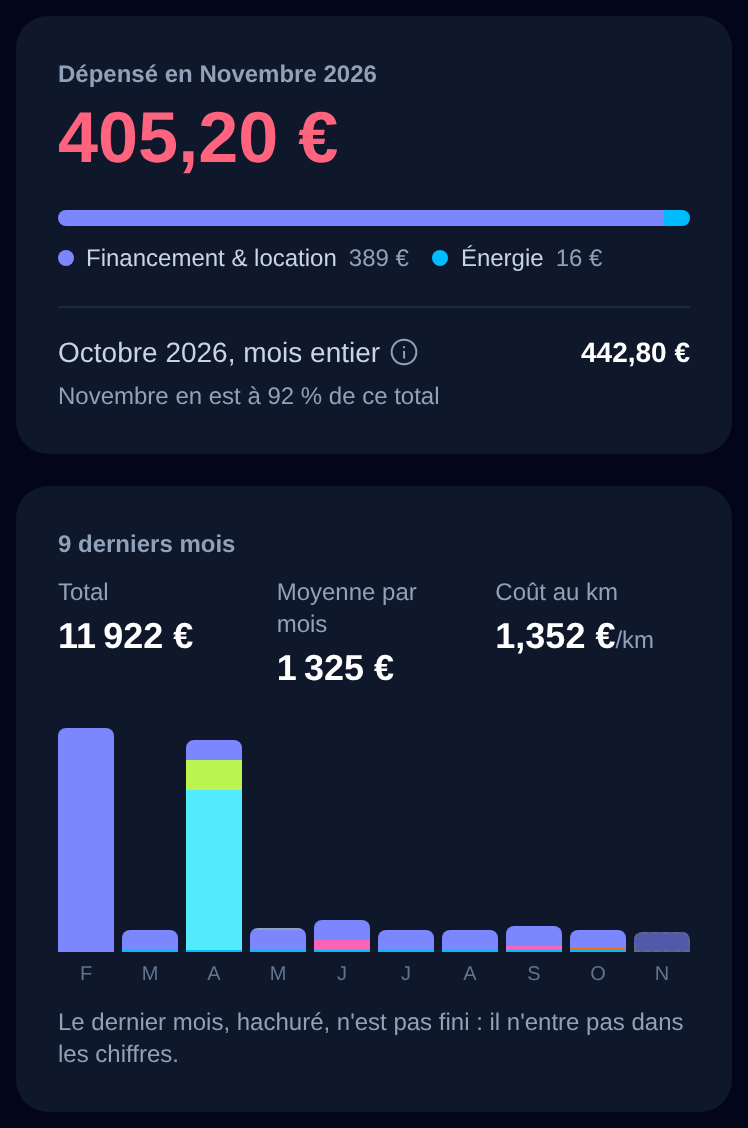 Dépensé en Novembre 2026
405,20 €
Financement & location 389 € Énergie 16 €
Octobre 2026, mois entier 442,80 €
Novembre en est à 92 % de ce total
9 derniers mois
Total
11 922 €
Moyenne par
mois
1 325 €
Coût au km
1,352 €/km
F M A M J J A S O N
Le dernier mois, hachuré, n'est pas fini : il n'entre pas dans
les chiffres.